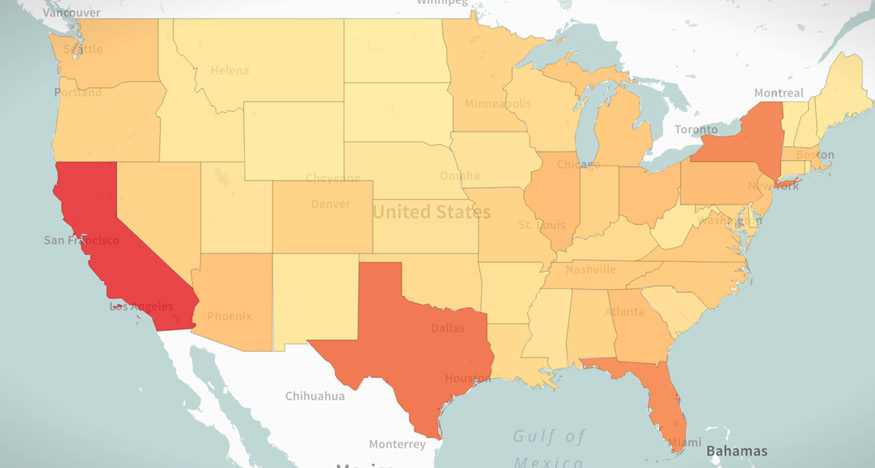 Winnipeg
Vancouver
Seattle
Helena
Portland
Montreal
Minneapolis
Toronto
Boston
Chicago
Cheyenne
Omaha
New York
Denver
United States
Washington
St. Louis
San Francisco
Nashville
Los Angeles
Phoenix
Atlanta
Dallas
Houston
Chihuahua
Gulf of
Mexico
Miami
Monterrey
Bahamas